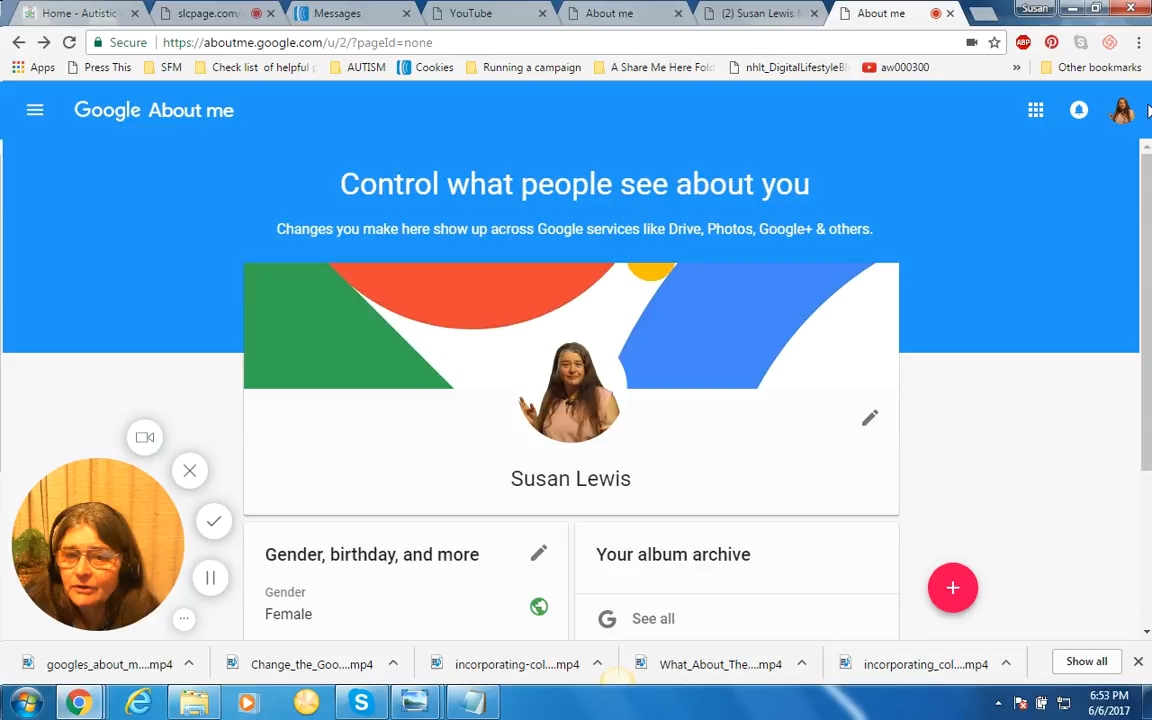 Home - Autistic
slcpage.com/
Messages
YouTube
About me
(2) Susan Lewis
About me
Susan
Secure
https://aboutme.google.com/u/2/?pageId=none
Apps
Press This
SFM
Check list of helpful
AUTISM
Cookies
Running a campaign
A Share Me Here Fold
nhlt_DigitalLifestyleBl
aw000300
»
Other bookmarks
ABP
Google About me
Control what people see about you
Changes you make here show up across Google services like Drive, Photos, Google+ & others.
Susan Lewis
Gender, birthday, and more
Gender
Female
Your album archive
G See all
googles_about_m....mp4
Change_the_Goo....mp4
incorporating-col....mp4
What_About_The....mp4
incorporating_col....mp4
Show all
6:53 PM
6/6/2017